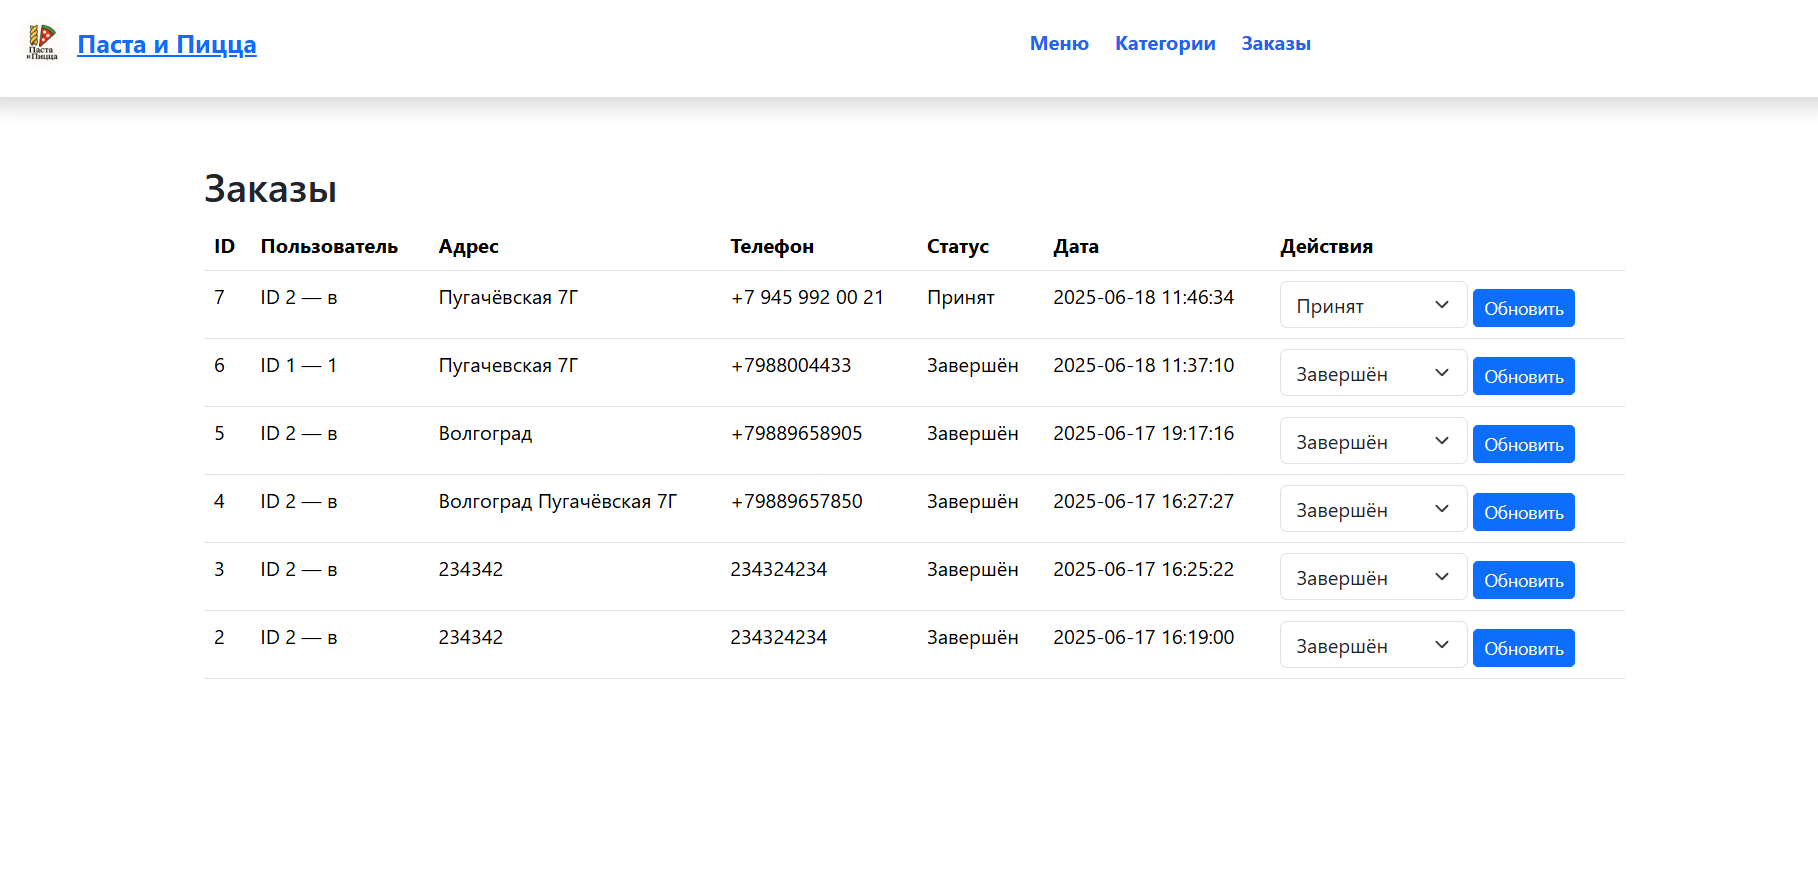 Паста
и Пицца
Паста и Пицца
Меню Категории Заказы
Заказы
ID Пользователь Адрес Телефон Статус Дата Действия
7 ID 2 — в Пугачёвская 7Г +7 945 992 00 21 Принят 2025-06-18 11:46:34 Принят Обновить
6 ID 1 — 1 Пугачевская 7Г +7988004433 Завершён 2025-06-18 11:37:10 Завершён Обновить
5 ID 2 — в Волгоград +79889658905 Завершён 2025-06-17 19:17:16 Завершён Обновить
4 ID 2 — в Волгоград Пугачёвская 7Г +79889657850 Завершён 2025-06-17 16:27:27 Завершён Обновить
3 ID 2 — в 234342 234324234 Завершён 2025-06-17 16:25:22 Завершён Обновить
2 ID 2 — в 234342 234324234 Завершён 2025-06-17 16:19:00 Завершён Обновить